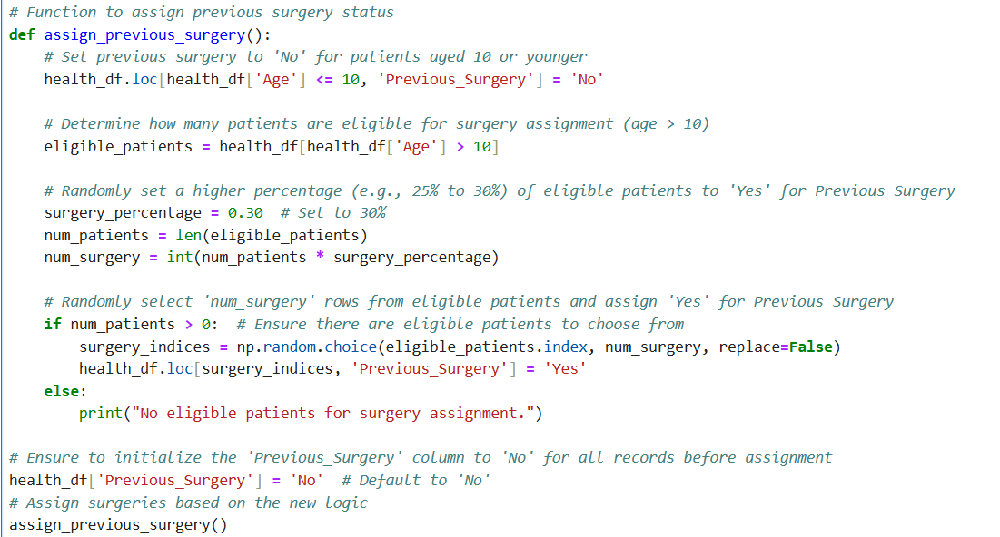 # Function to assign previous surgery status
def assign_previous_surgery():
    # Set previous surgery to 'No' for patients aged 10 or younger
    health_df.loc[health_df['Age'] <= 10, 'Previous_Surgery'] = 'No'

    # Determine how many patients are eligible for surgery assignment (age > 10)
    eligible_patients = health_df[health_df['Age'] > 10]

    # Randomly set a higher percentage (e.g., 25% to 30%) of eligible patients to 'Yes' for Previous Surgery
    surgery_percentage = 0.30  # Set to 30%
    num_patients = len(eligible_patients)
    num_surgery = int(num_patients * surgery_percentage)

    # Randomly select 'num_surgery' rows from eligible patients and assign 'Yes' for Previous Surgery
    if num_patients > 0:  # Ensure there are eligible patients to choose from
        surgery_indices = np.random.choice(eligible_patients.index, num_surgery, replace=False)
        health_df.loc[surgery_indices, 'Previous_Surgery'] = 'Yes'
    else:
        print("No eligible patients for surgery assignment.")

# Ensure to initialize the 'Previous_Surgery' column to 'No' for all records before assignment
health_df['Previous_Surgery'] = 'No'  # Default to 'No'
# Assign surgeries based on the new logic
assign_previous_surgery()